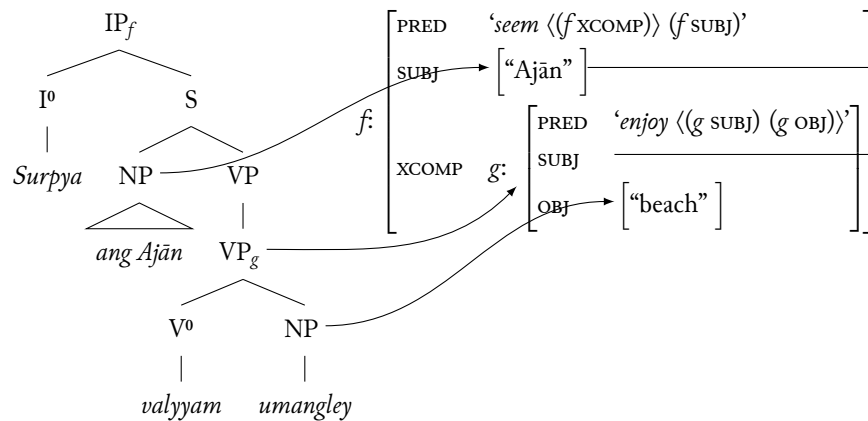 IP_f
I⁰ S
Surpya NP VP
ang Ajān VP_g
V⁰ NP
valyyam umangley
f: PRED ‘seem ⟨(f XCOMP)⟩ (f SUBJ)’
SUBJ [“Ajān”]
XCOMP g: PRED ‘enjoy ⟨(g SUBJ) (g OBJ)⟩’
SUBJ
OBJ [“beach”]